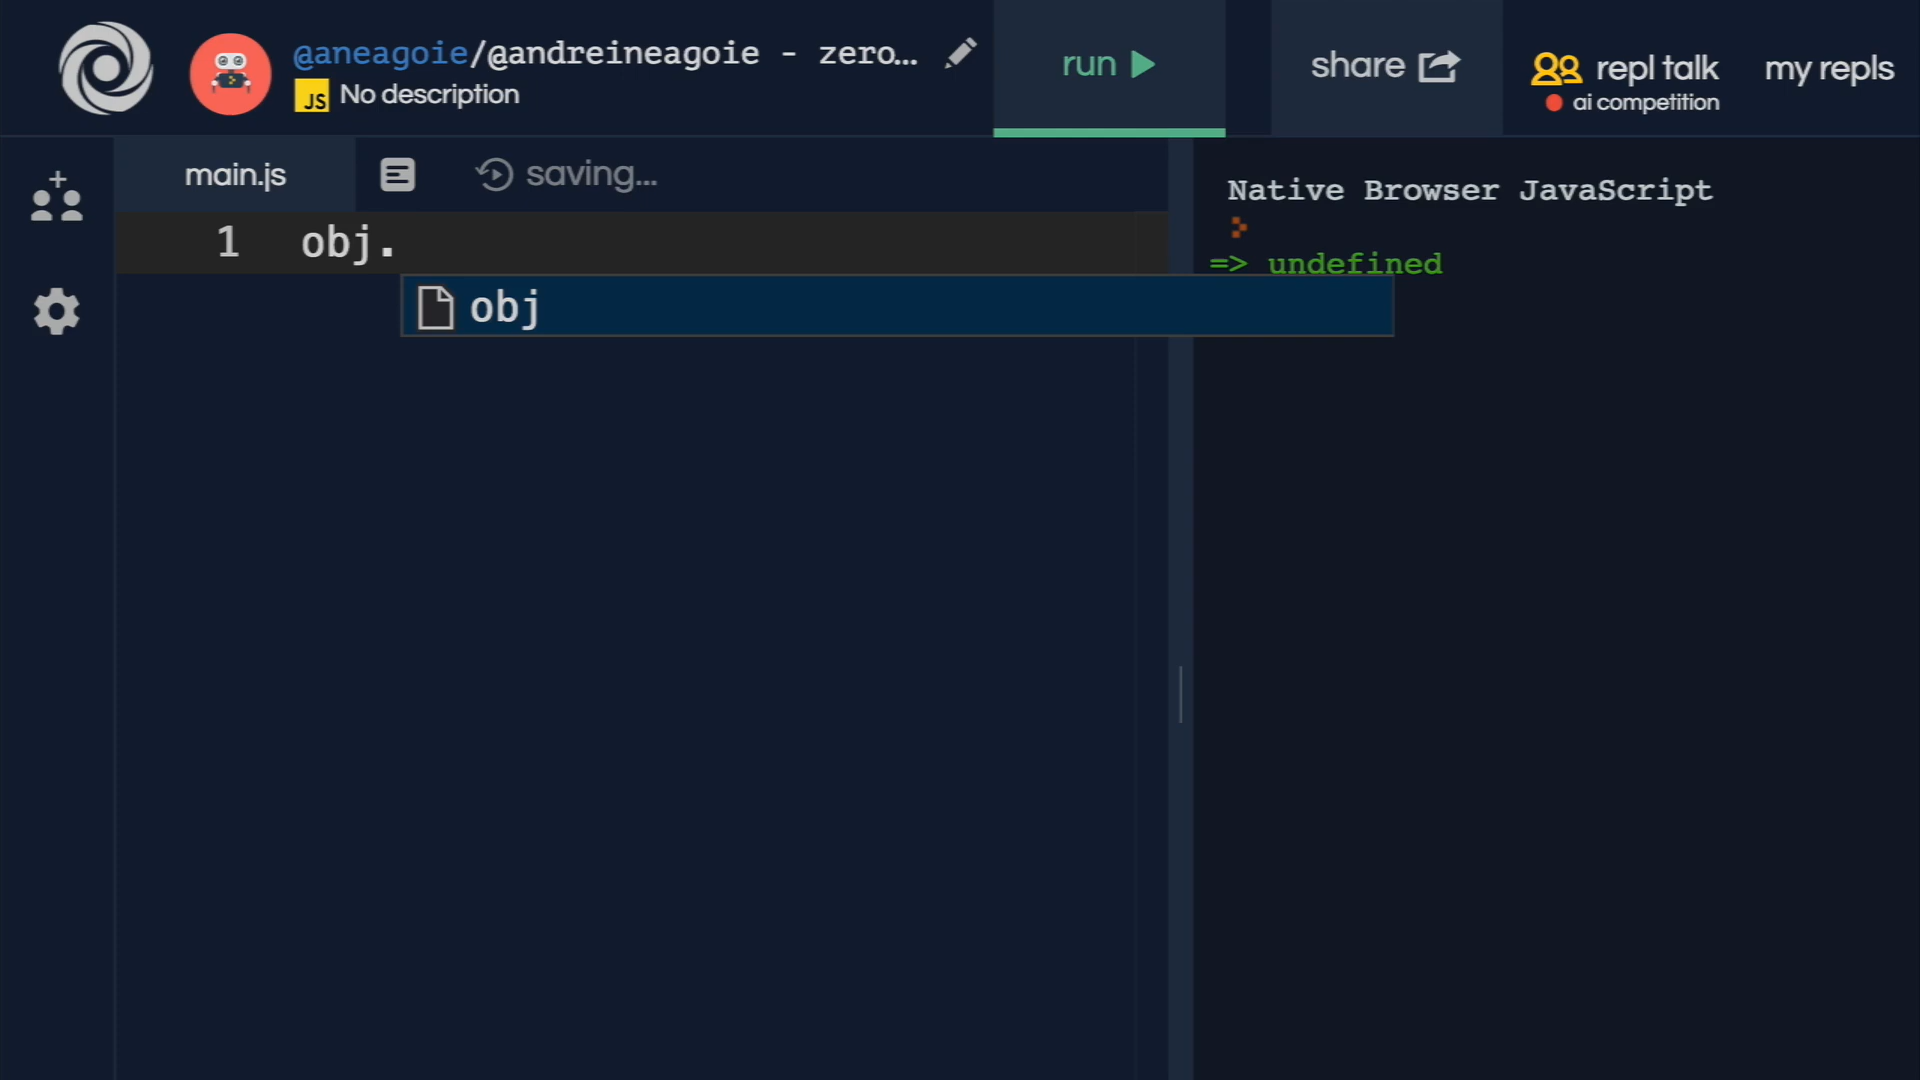 @aneagoie/@andreineagoie - zero...
JS No description
run
share
repl talk
ai competition
my repls
main.js
saving...
1 obj.
obj
Native Browser JavaScript
=> undefined